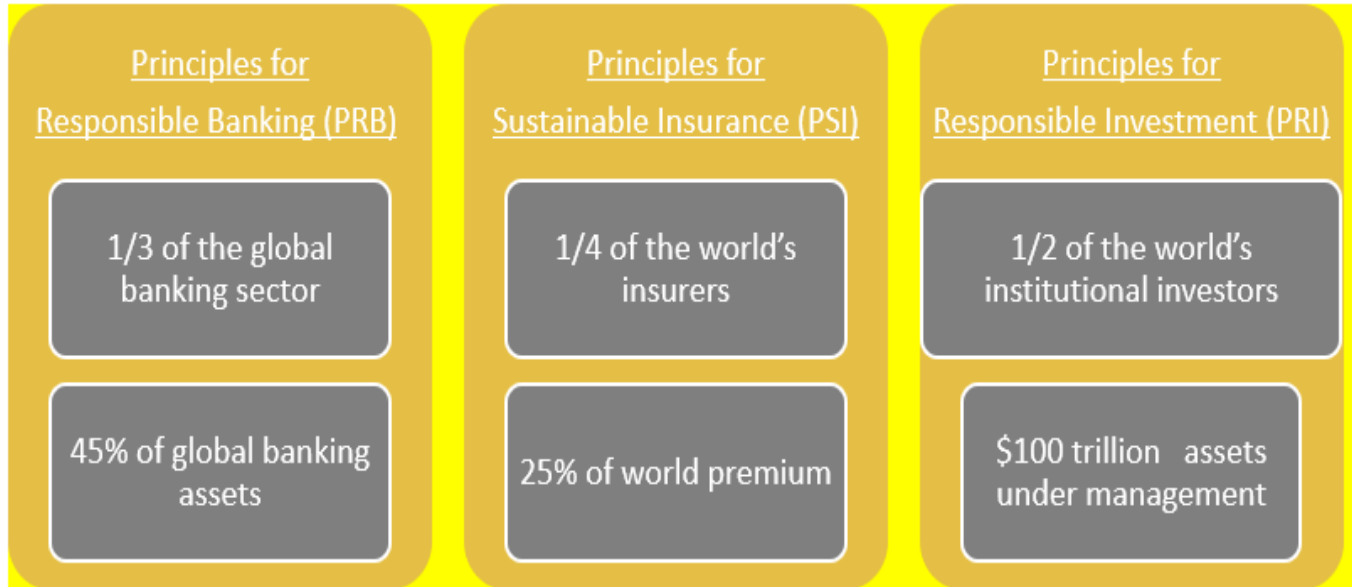 Principles for
Responsible Banking (PRB)
1/3 of the global
banking sector
45% of global banking
assets
Principles for
Sustainable Insurance (PSI)
1/4 of the world’s
insurers
25% of world premium
Principles for
Responsible Investment (PRI)
1/2 of the world’s
institutional investors
$100 trillion assets
under management